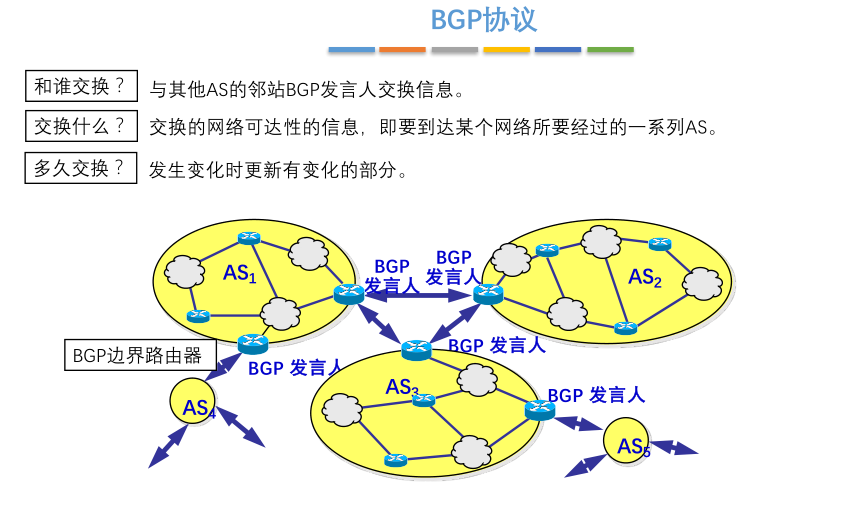 BGP协议
和谁交换？ 与其他AS的邻站BGP发言人交换信息。
交换什么？ 交换的网络可达性的信息，即要到达某个网络所要经过的一系列AS。
多久交换？ 发生变化时更新有变化的部分。
BGP
发言人
BGP
发言人
AS1
AS2
BGP 发言人
BGP边界路由器
BGP 发言人
AS3
BGP 发言人
AS4
AS5